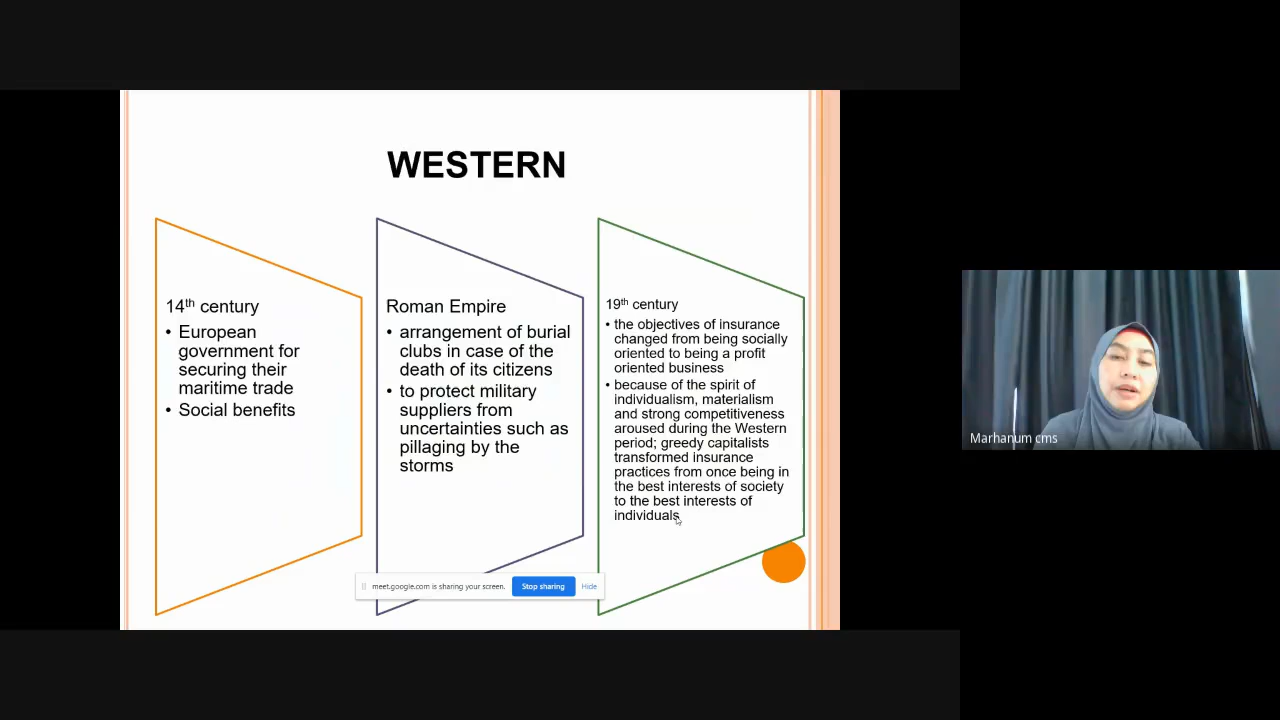 WESTERN
14th century
• European
government for
securing their
maritime trade
• Social benefits
Roman Empire
• arrangement of burial
clubs in case of the
death of its citizens
• to protect military
suppliers from
uncertainties such as
pillaging by the
storms
19th century
• the objectives of insurance
changed from being socially
oriented to being a profit
oriented business
• because of the spirit of
individualism, materialism
and strong competitiveness
aroused during the Western
period; greedy capitalists
transformed insurance
practices from once being in
the best interests of society
to the best interests of
individuals
meet.google.com is sharing your screen. Stop sharing Hide
Marhanum cms